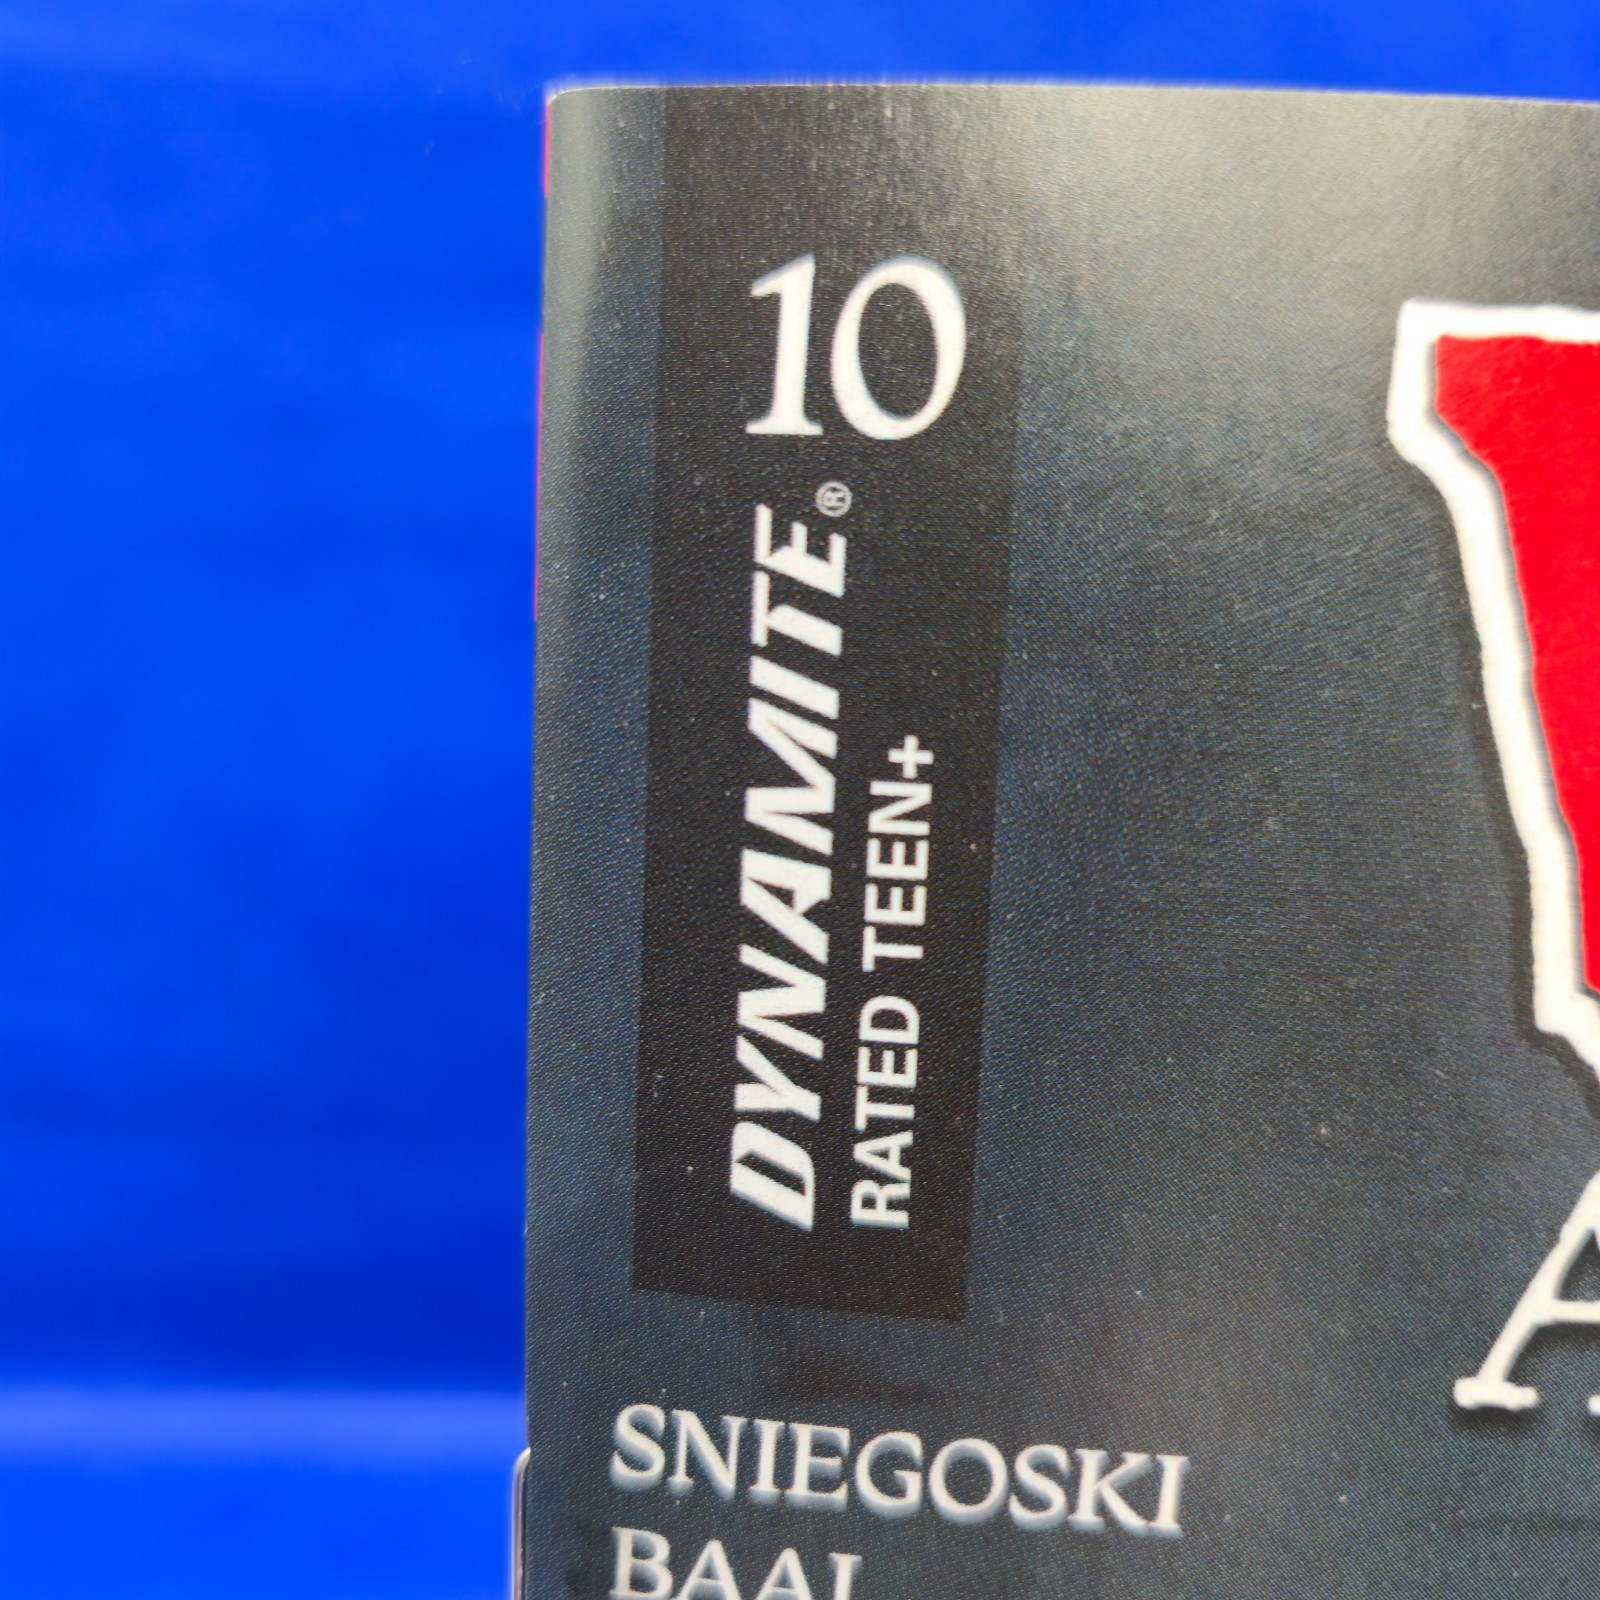 10
DYNAMITE®
RATED TEEN+
SNIEGOSKI
BAAL